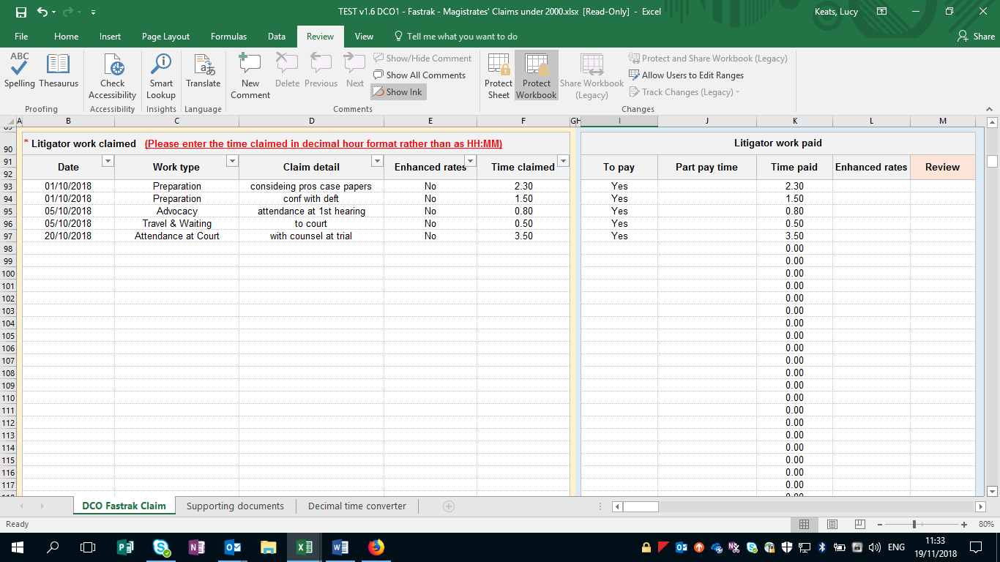 TEST v1.6 DCO1 - Fastrak - Magistrates' Claims under 2000.xlsx [Read-Only] - Excel
Keats, Lucy
File Home Insert Page Layout Formulas Data Review View Tell me what you want to do Share
ABC
Spelling Thesaurus Check Accessibility Smart Lookup Translate New Comment Delete Previous Next
Show/Hide Comment
Show All Comments
Show Ink
Protect Sheet Protect Workbook Share Workbook (Legacy)
Protect and Share Workbook (Legacy)
Allow Users to Edit Ranges
Track Changes (Legacy)
Proofing Accessibility Insights Language Comments Changes
A B C D E F G H I J K L M
90 * Litigator work claimed (Please enter the time claimed in decimal hour format rather than as HH:MM) Litigator work paid
91
92 Date Work type Claim detail Enhanced rates Time claimed To pay Part pay time Time paid Enhanced rates Review
93 01/10/2018 Preparation consideing pros case papers No 2.30 Yes 2.30
94 01/10/2018 Preparation conf with deft No 1.50 Yes 1.50
95 05/10/2018 Advocacy attendance at 1st hearing No 0.80 Yes 0.80
96 05/10/2018 Travel & Waiting to court No 0.50 Yes 0.50
97 20/10/2018 Attendance at Court with counsel at trial No 3.50 Yes 3.50
98 0.00
99 0.00
100 0.00
101 0.00
102 0.00
103 0.00
104 0.00
105 0.00
106 0.00
107 0.00
108 0.00
109 0.00
110 0.00
111 0.00
112 0.00
113 0.00
114 0.00
115 0.00
116 0.00
117 0.00
DCO Fastrak Claim Supporting documents Decimal time converter
Ready 80%
ENG 11:33
19/11/2018